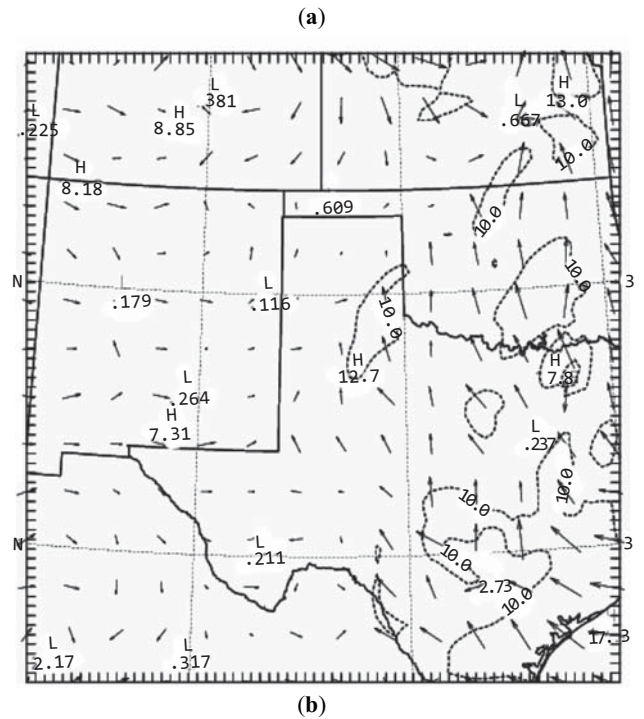 (a)
L
381
H
13.0
L
.667
H
8.85
L
.225
10.0
H
8.18
.609
10.0
N
L
.179
L
.116
10.0
3
10.0
H
12.7
H
7.8
L
.264
H
7.31
L
.237
10.0
10.0
N
L
.211
10.0
3
2.73
10.0
17.3
L
2.17
L
.317
(b)